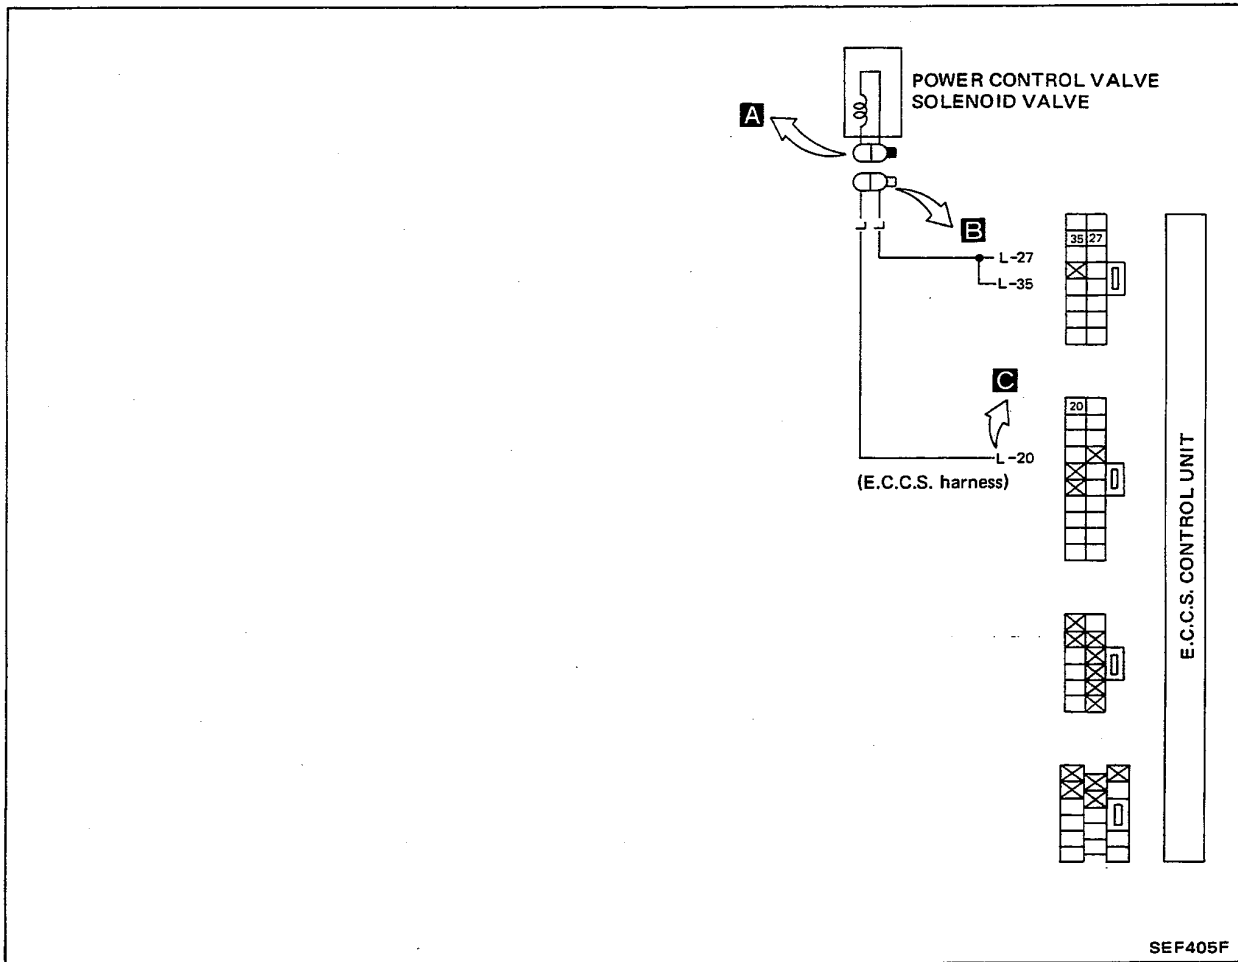 POWER CONTROL VALVE
SOLENOID VALVE
A
B
L
L
35 27
L-27
L-35
C
20
L-20
(E.C.C.S. harness)
E.C.C.S. CONTROL UNIT
SEF405F